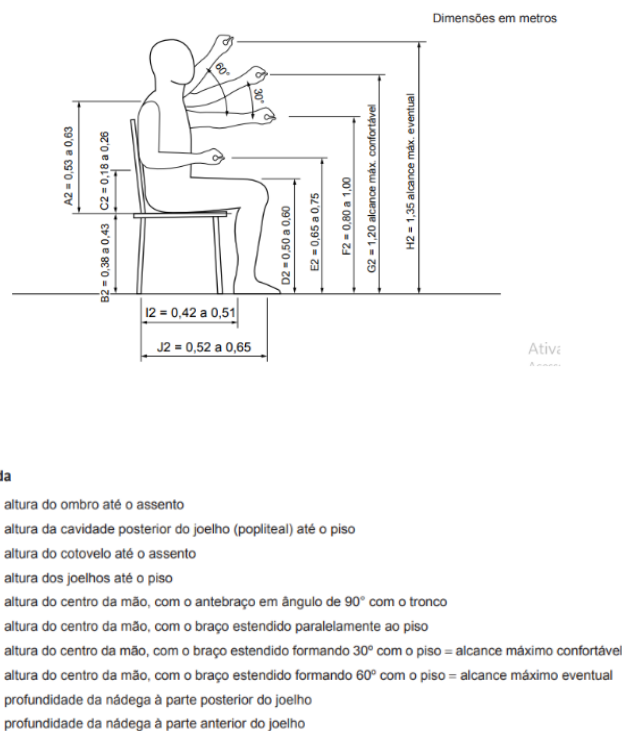 Dimensões em metros
60°
30°
A2 = 0,53 a 0,63
C2 = 0,18 a 0,26
B2 = 0,38 a 0,43
D2 = 0,50 a 0,60
E2 = 0,65 a 0,75
F2 = 0,80 a 1,00
G2 = 1,20 alcance máx. confortável
H2 = 1,35 alcance máx. eventual
I2 = 0,42 a 0,51
J2 = 0,52 a 0,65
Ativa
da
altura do ombro até o assento
altura da cavidade posterior do joelho (popliteal) até o piso
altura do cotovelo até o assento
altura dos joelhos até o piso
altura do centro da mão, com o antebraço em ângulo de 90° com o tronco
altura do centro da mão, com o braço estendido paralelamente ao piso
altura do centro da mão, com o braço estendido formando 30º com o piso = alcance máximo confortável
altura do centro da mão, com o braço estendido formando 60º com o piso = alcance máximo eventual
profundidade da nádega à parte posterior do joelho
profundidade da nádega à parte anterior do joelho